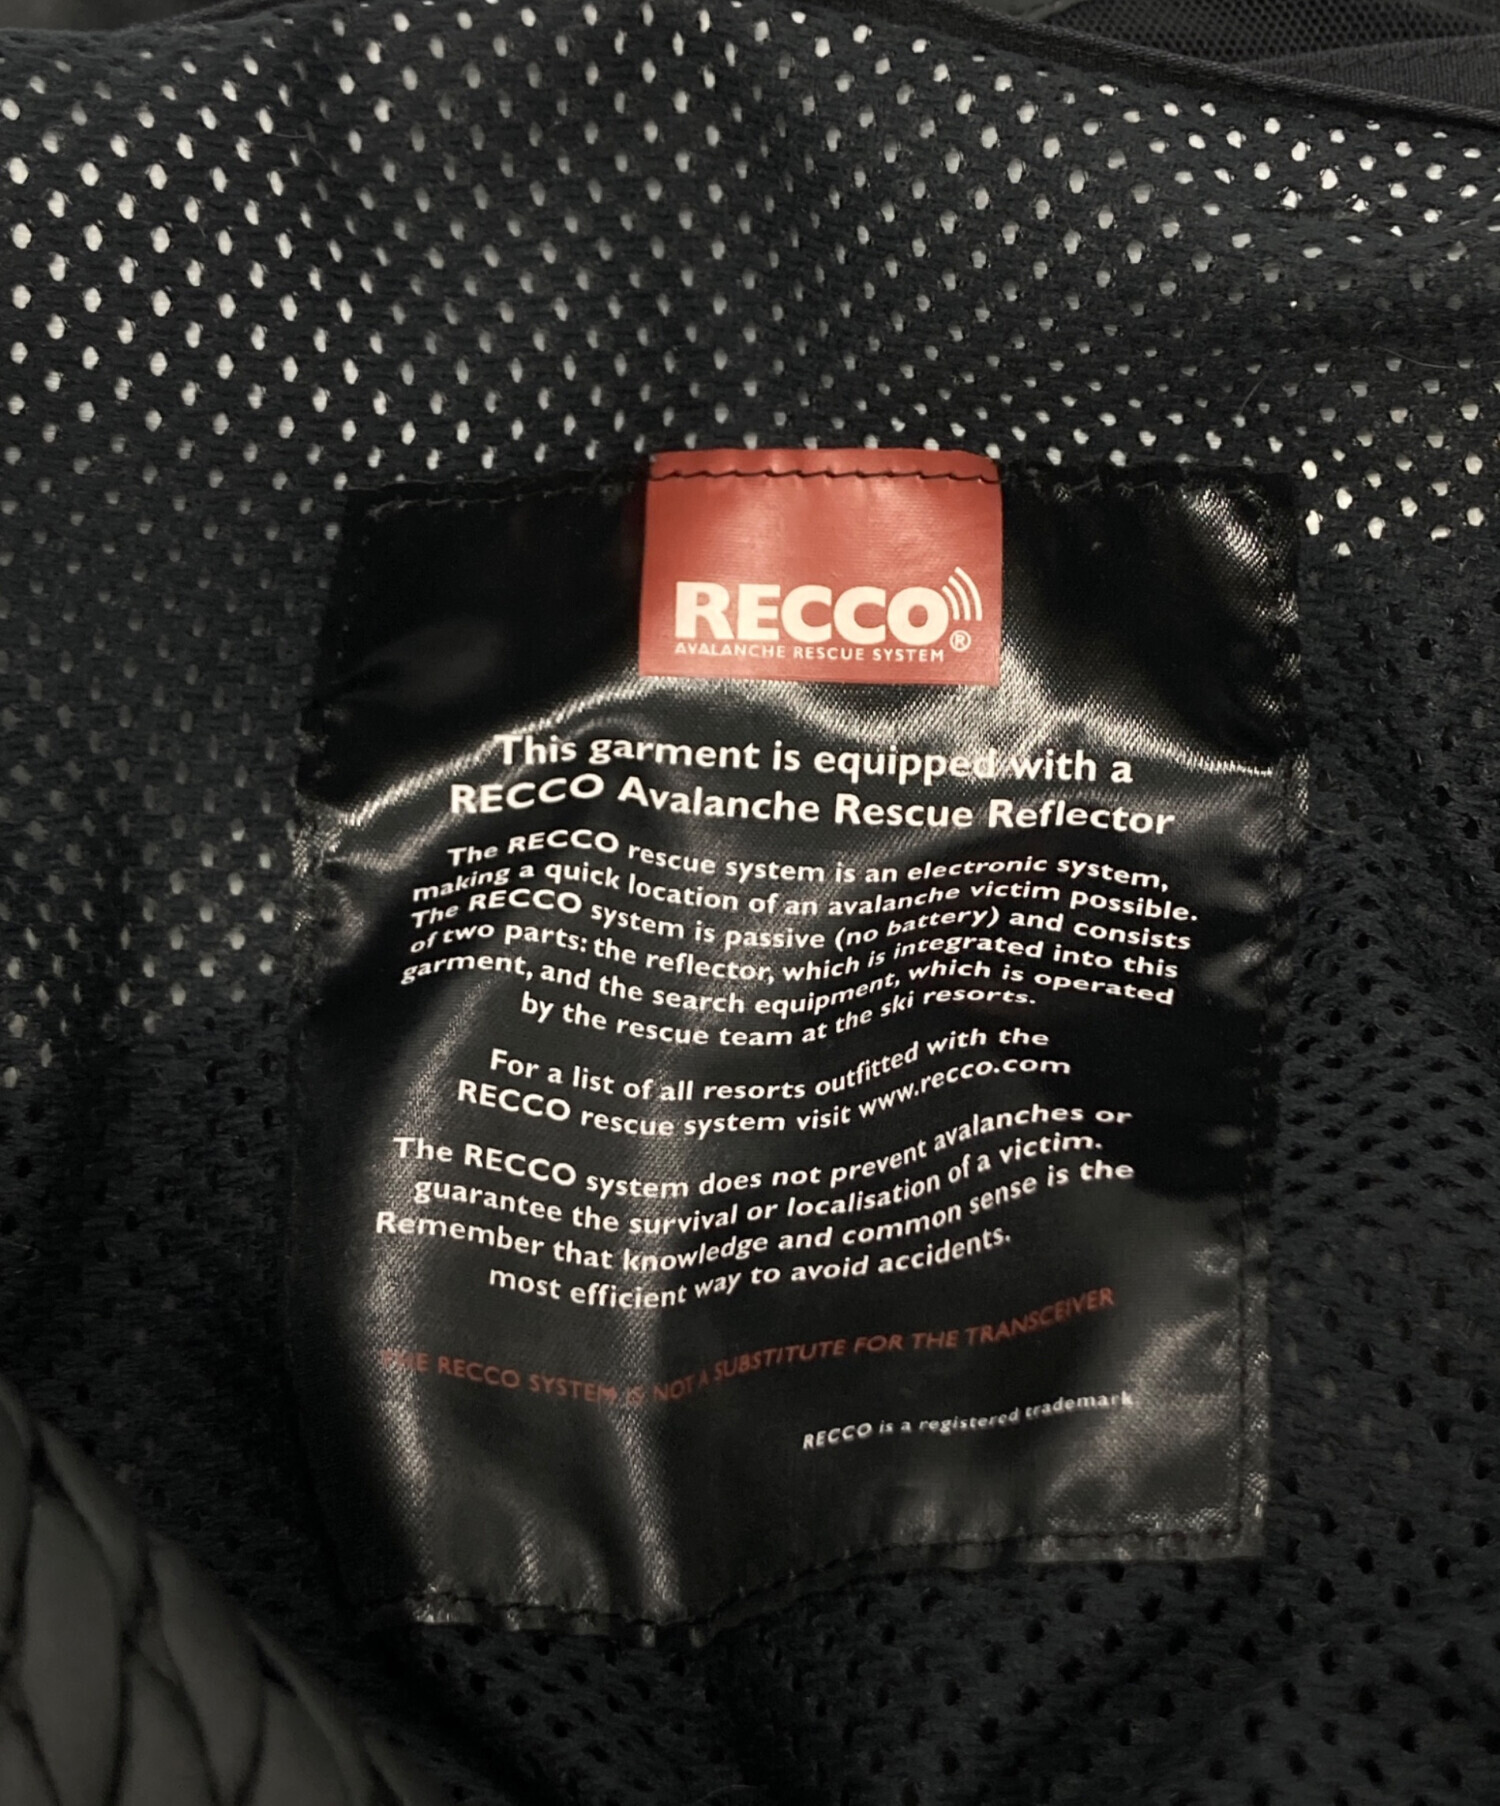 RECCO®
AVALANCHE RESCUE SYSTEM
This garment is equipped with a
RECCO Avalanche Rescue Reflector
The RECCO rescue system is an electronic system,
making a quick location of an avalanche victim possible.
The RECCO system is passive (no battery) and consists
of two parts: the reflector, which is integrated into this
garment, and the search equipment, which is operated
by the rescue team at the ski resorts.
For a list of all resorts outfitted with the
RECCO rescue system visit www.recco.com
The RECCO system does not prevent avalanches or
guarantee the survival or localisation of a victim.
Remember that knowledge and common sense is the
most efficient way to avoid accidents.
THE RECCO SYSTEM IS NOT A SUBSTITUTE FOR THE TRANSCEIVER
RECCO is a registered trademark